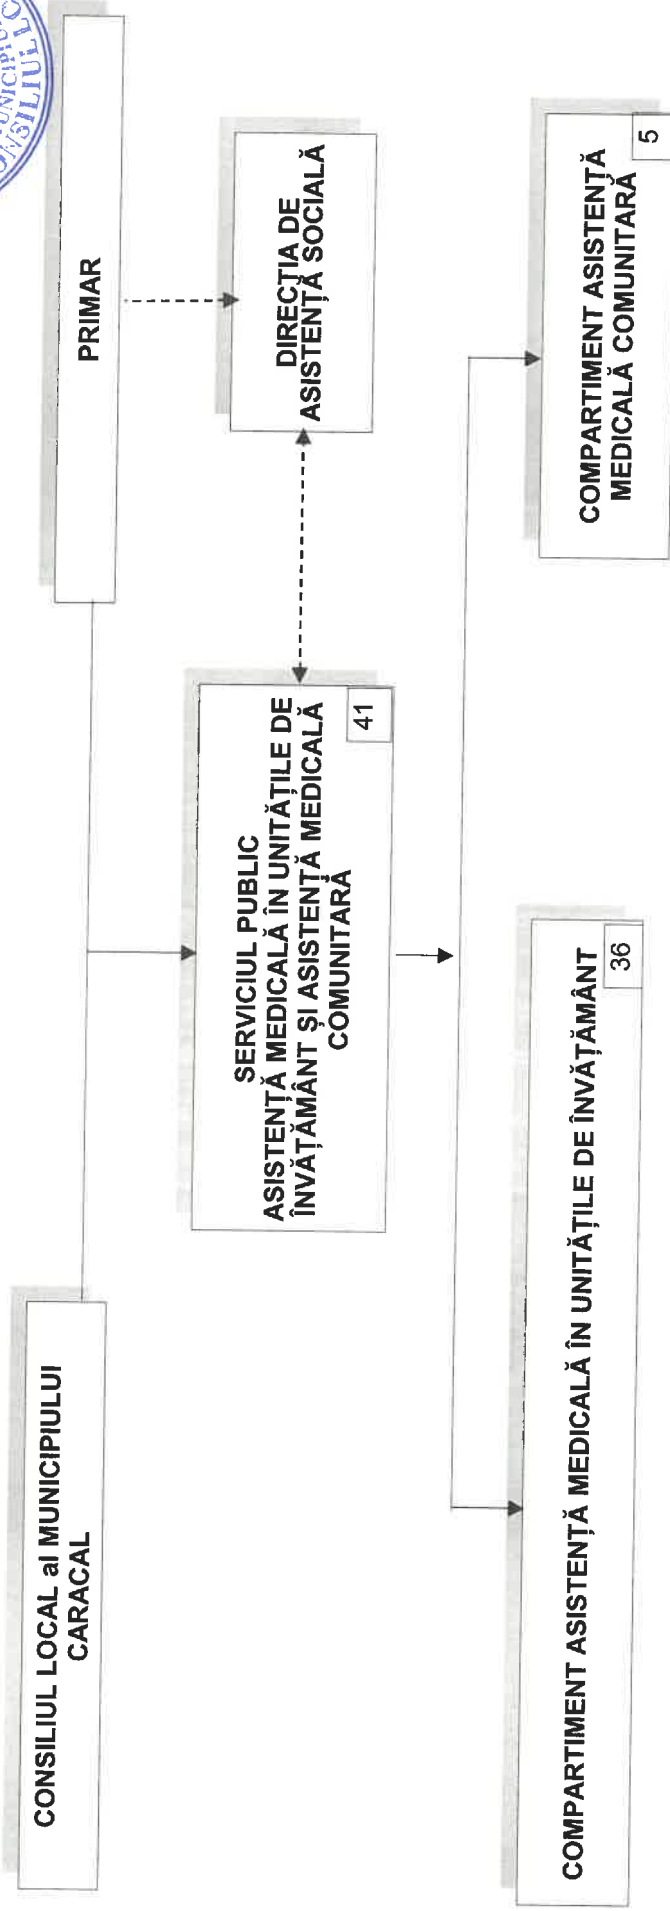 CONSILIUL LOCAL al MUNICIPIULUI
CARACAL
PRIMAR
SERVICIUL PUBLIC
ASISTENȚĂ MEDICALĂ ÎN UNITĂȚILE DE
ÎNVĂȚĂMÂNT ȘI ASISTENȚĂ MEDICALĂ
COMUNITARĂ
41
DIRECȚIA DE
ASISTENȚĂ SOCIALĂ
COMPARTIMENT ASISTENȚĂ MEDICALĂ ÎN UNITĂȚILE DE ÎNVĂȚĂMÂNT
36
COMPARTIMENT ASISTENȚĂ
MEDICALĂ COMUNITARĂ
5